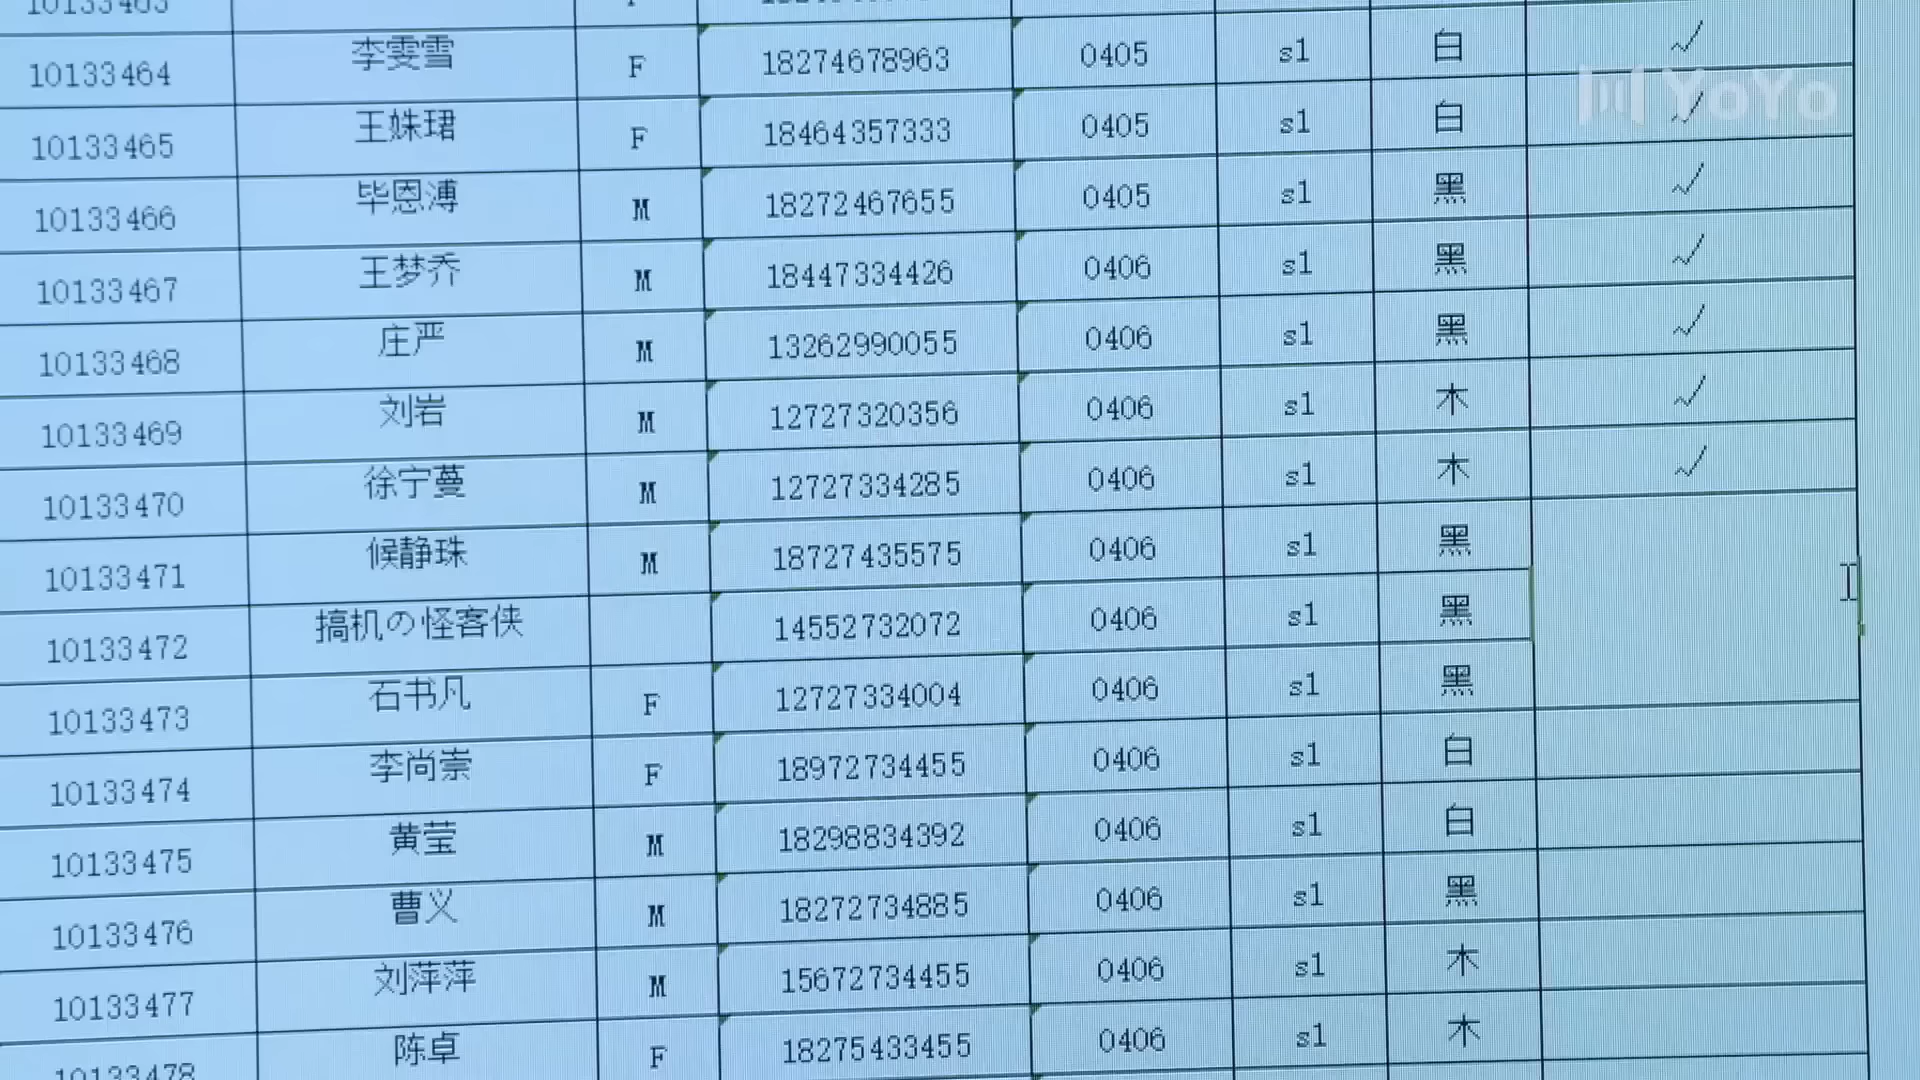 10133463
10133464 李雯雪 F 18274678963 0405 s1 白 ✓
10133465 王姝珺 F 18464357333 0405 s1 白 ✓
10133466 毕恩溥 M 18272467655 0405 s1 黑 ✓
10133467 王梦乔 M 18447334426 0406 s1 黑 ✓
10133468 庄严 M 13262990055 0406 s1 黑 ✓
10133469 刘岩 M 12727320356 0406 s1 木 ✓
10133470 徐宁蔓 M 12727334285 0406 s1 木 ✓
10133471 候静珠 M 18727435575 0406 s1 黑
10133472 搞机の怪客侠 14552732072 0406 s1 黑
10133473 石书凡 F 12727334004 0406 s1 黑
10133474 李尚崇 F 18972734455 0406 s1 白
10133475 黄莹 M 18298834392 0406 s1 白
10133476 曹义 M 18272734885 0406 s1 黑
10133477 刘萍萍 M 15672734455 0406 s1 木
10133478 陈卓 F 18275433455 0406 s1 木
YoYo